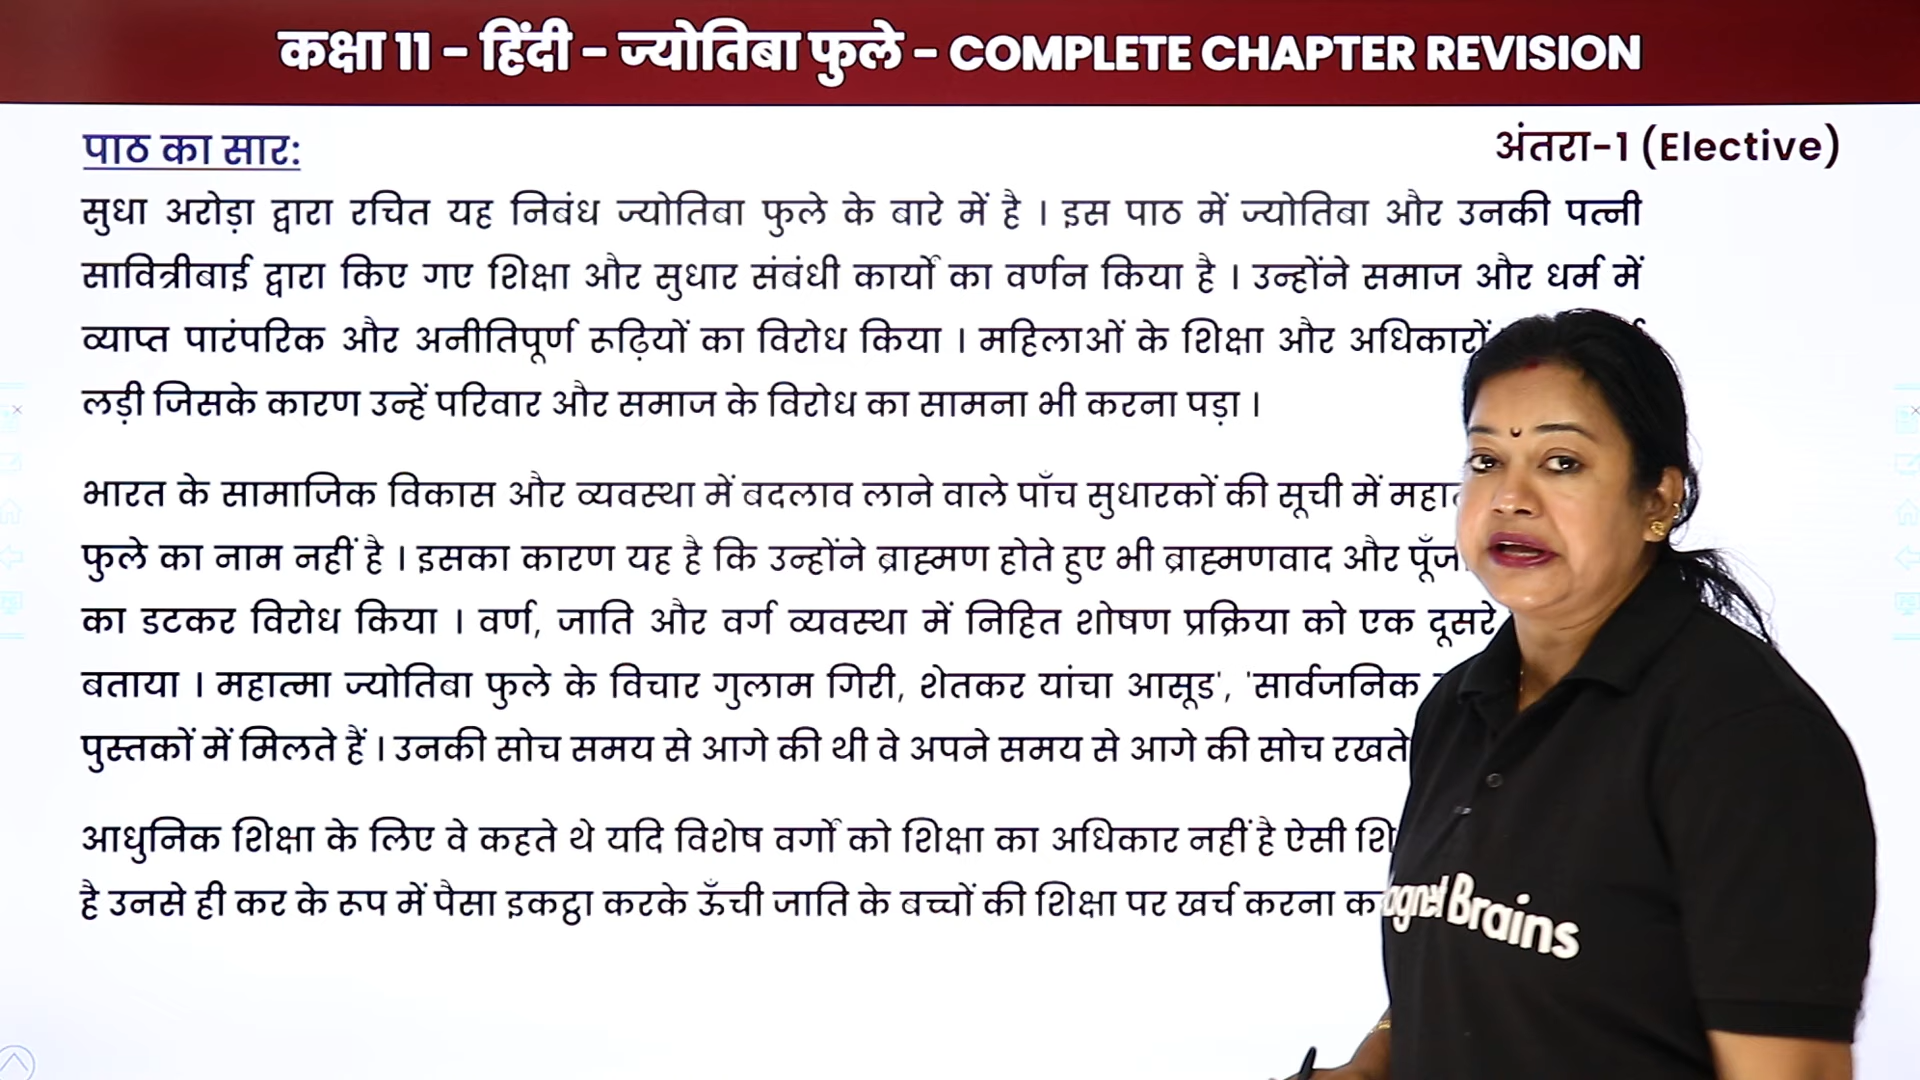 कक्षा 11 - हिंदी - ज्योतिबा फुले - COMPLETE CHAPTER REVISION
पाठ का सार:
अंतरा-1 (Elective)
सुधा अरोड़ा द्वारा रचित यह निबंध ज्योतिबा फुले के बारे में है । इस पाठ में ज्योतिबा और उनकी पत्नी
सावित्रीबाई द्वारा किए गए शिक्षा और सुधार संबंधी कार्यों का वर्णन किया है । उन्होंने समाज और धर्म में
व्याप्त पारंपरिक और अनीतिपूर्ण रूढ़ियों का विरोध किया । महिलाओं के शिक्षा और अधिकारों
लड़ी जिसके कारण उन्हें परिवार और समाज के विरोध का सामना भी करना पड़ा ।
भारत के सामाजिक विकास और व्यवस्था में बदलाव लाने वाले पाँच सुधारकों की सूची में
फुले का नाम नहीं है । इसका कारण यह है कि उन्होंने ब्राह्मण होते हुए भी ब्राह्मणवाद और
का डटकर विरोध किया । वर्ण, जाति और वर्ग व्यवस्था में निहित शोषण प्रक्रिया को एक दूसरे
बताया । महात्मा ज्योतिबा फुले के विचार गुलाम गिरी, शेतकर यांचा आसूड', 'सार्वजनिक
पुस्तकों में मिलते हैं । उनकी सोच समय से आगे की थी वे अपने समय से आगे की सोच रखते
आधुनिक शिक्षा के लिए वे कहते थे यदि विशेष वर्गों को शिक्षा का अधिकार नहीं है ऐसी
है उनसे ही कर के रूप में पैसा इकट्ठा करके ऊँची जाति के बच्चों की शिक्षा पर खर्च करना
Brains